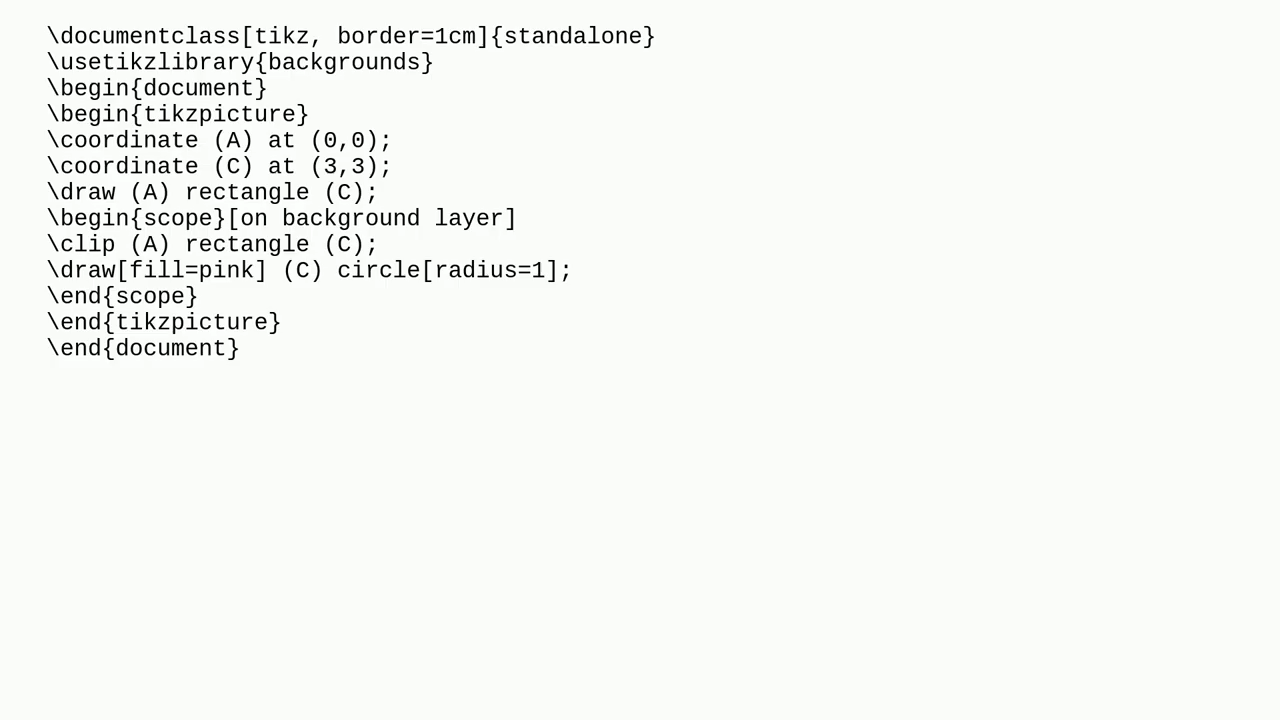 \documentclass[tikz, border=1cm]{standalone}
\usetikzlibrary{backgrounds}
\begin{document}
\begin{tikzpicture}
\coordinate (A) at (0,0);
\coordinate (C) at (3,3);
\draw (A) rectangle (C);
\begin{scope}[on background layer]
\clip (A) rectangle (C);
\draw[fill=pink] (C) circle[radius=1];
\end{scope}
\end{tikzpicture}
\end{document}